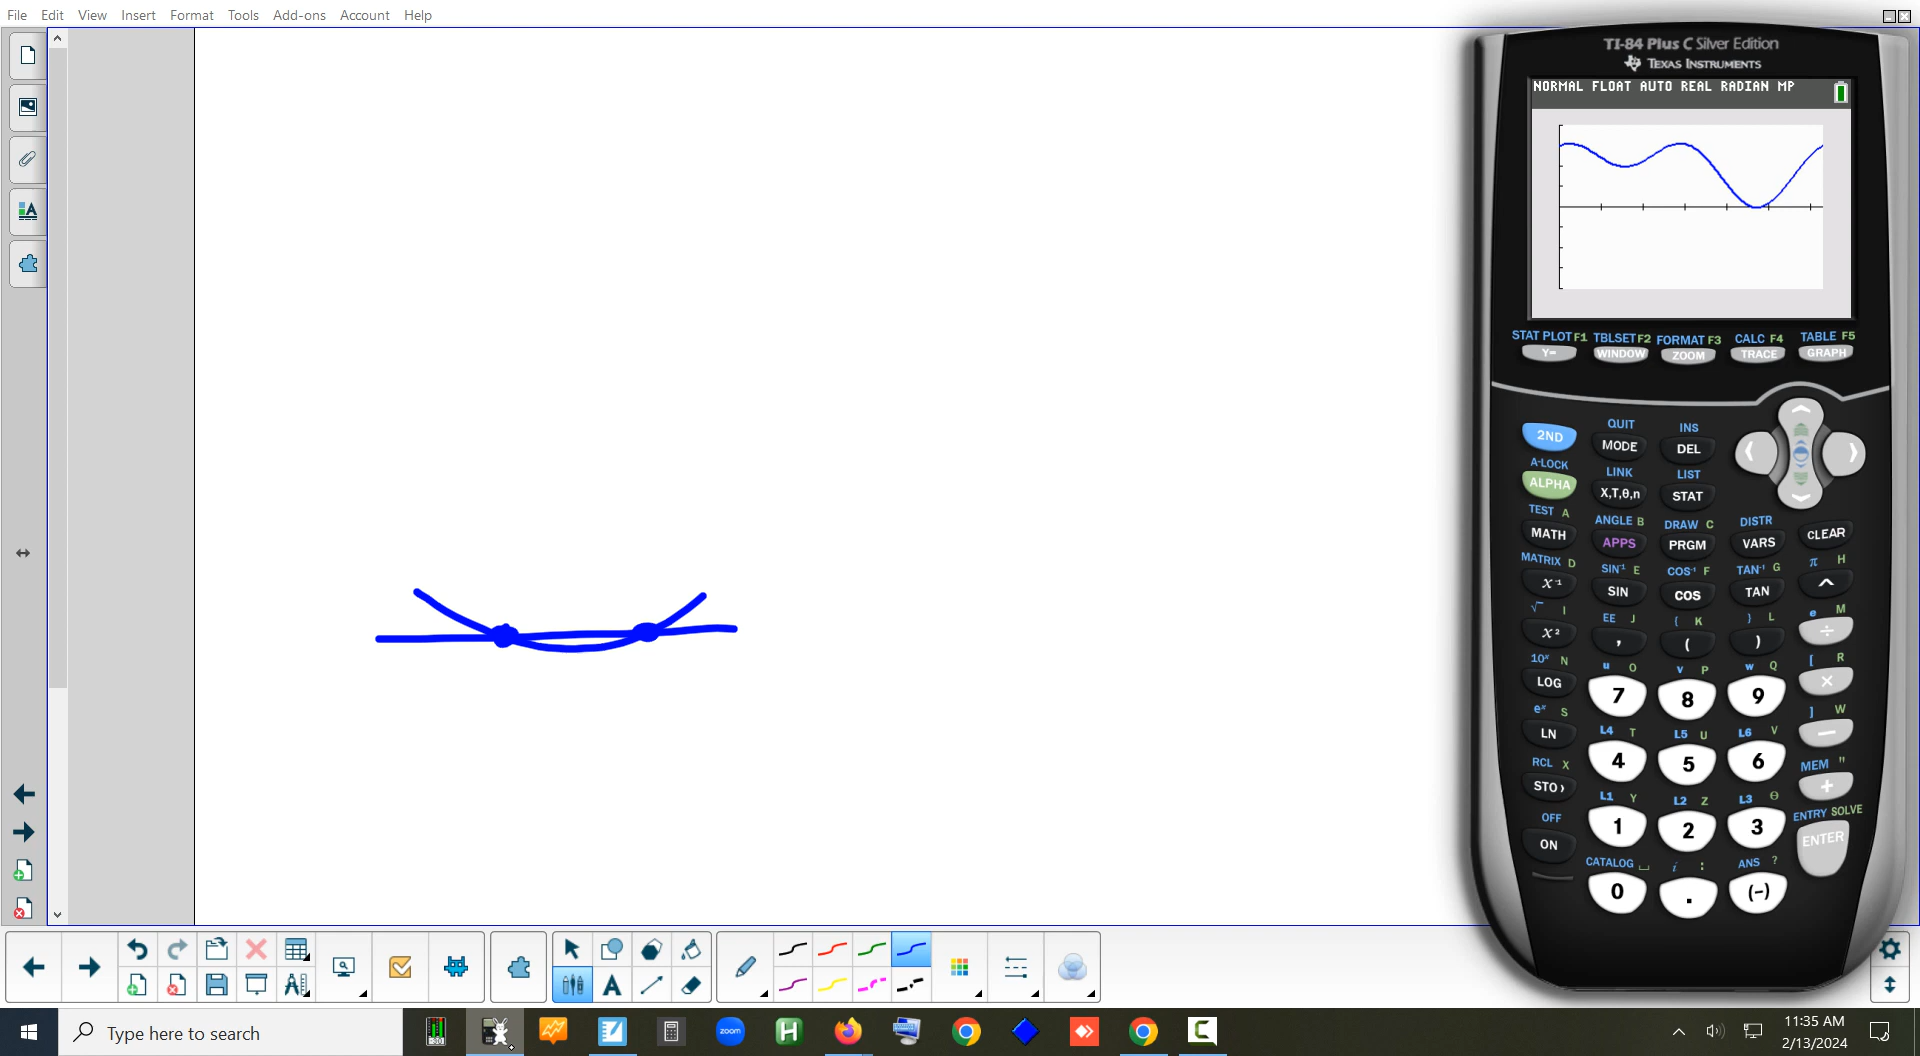 File Edit View Insert Format Tools Add-ons Account Help
TI-84 Plus C Silver Edition
TEXAS INSTRUMENTS
NORMAL FLOAT AUTO REAL RADIAN MP
STAT PLOT F1 TBLSET F2 FORMAT F3 CALC F4 TABLE F5
Y= WINDOW ZOOM TRACE GRAPH
QUIT INS
2ND MODE DEL
A-LOCK LINK LIST
ALPHA X,T,θ,n STAT
TEST A ANGLE B DRAW C DISTR
MATH APPS PRGM VARS CLEAR
MATRIX D SIN⁻¹ E COS⁻¹ F TAN⁻¹ G π H
X⁻¹ SIN COS TAN ^
√ I EE J { K } L e M
X² , ( ) ÷
10ˣ N u O v P w Q [ R
LOG 7 8 9 ×
eˣ S L4 T L5 U L6 V ] W
LN 4 5 6 −
RCL X L1 Y L2 Z L3 Θ MEM "
STO› 1 2 3 +
OFF ENTRY SOLVE
ON ENTER
CATALOG ␣ i : ANS ?
0 . (−)
A
A
Type here to search
zoom
H
C
11:35 AM
2/13/2024